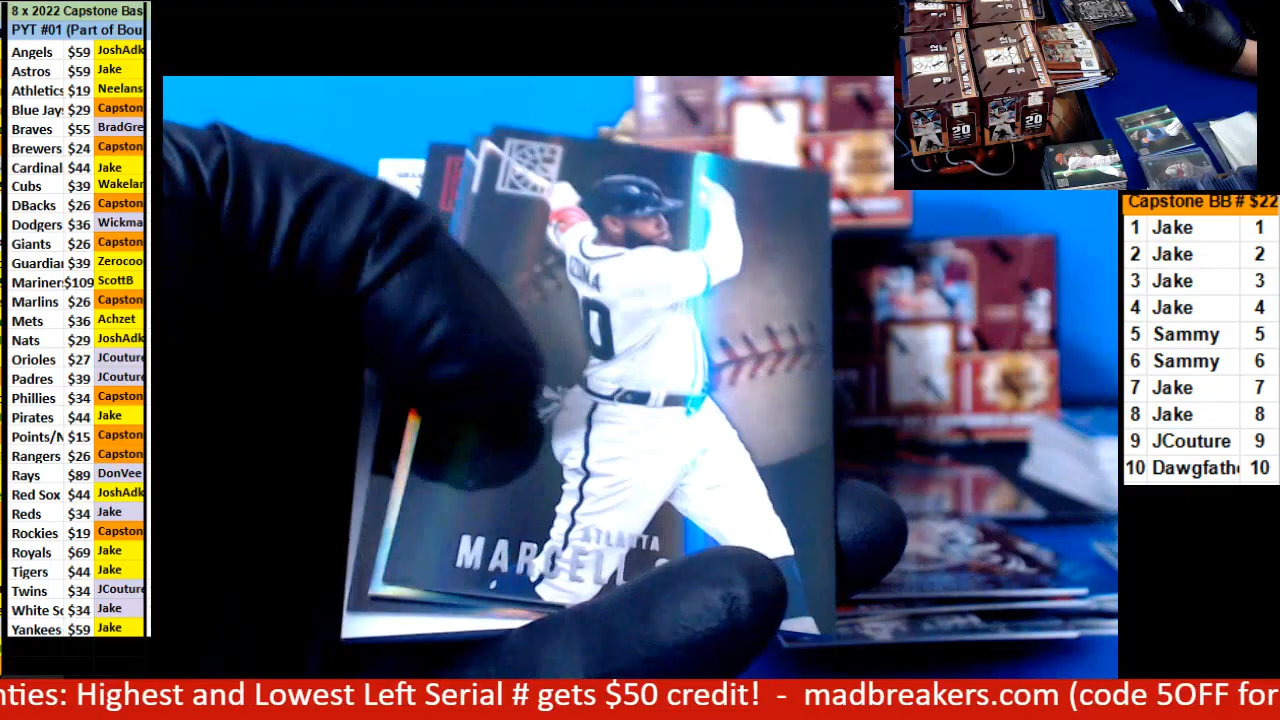 8 x 2022 Capstone Bas
PYT #01 (Part of Bou
Angels $59 JoshAdk
Astros $59 Jake
Athletics $19 Neelans
Blue Jay $29 Capston
Braves $55 BradGre
Brewers $24 Capston
Cardinal $44 Jake
Cubs $39 Wakelan
DBacks $26 Capston
Dodgers $36 Wickma
Giants $26 Capston
Guardian $39 Zerocoo
Mariner $109 ScottB
Marlins $26 Capston
Mets $36 Achzet
Nats $29 JoshAdk
Orioles $27 JCouture
Padres $39 JCouture
Phillies $34 Capston
Pirates $44 Jake
Points/N $15 Capston
Rangers $26 Capston
Rays $89 DonVee
Red Sox $44 JoshAdk
Reds $34 Jake
Rockies $19 Capston
Royals $69 Jake
Tigers $44 Jake
Twins $34 JCouture
White So $34 Jake
Yankees $59 Jake
ATLANTA
MARCELL
20
20
Capstone BB # $22
1 Jake 1
2 Jake 2
3 Jake 3
4 Jake 4
5 Sammy 5
6 Sammy 6
7 Jake 7
8 Jake 8
9 JCouture 9
10 Dawgfath 10
nties: Highest and Lowest Left Serial # gets $50 credit! - madbreakers.com (code 5OFF for